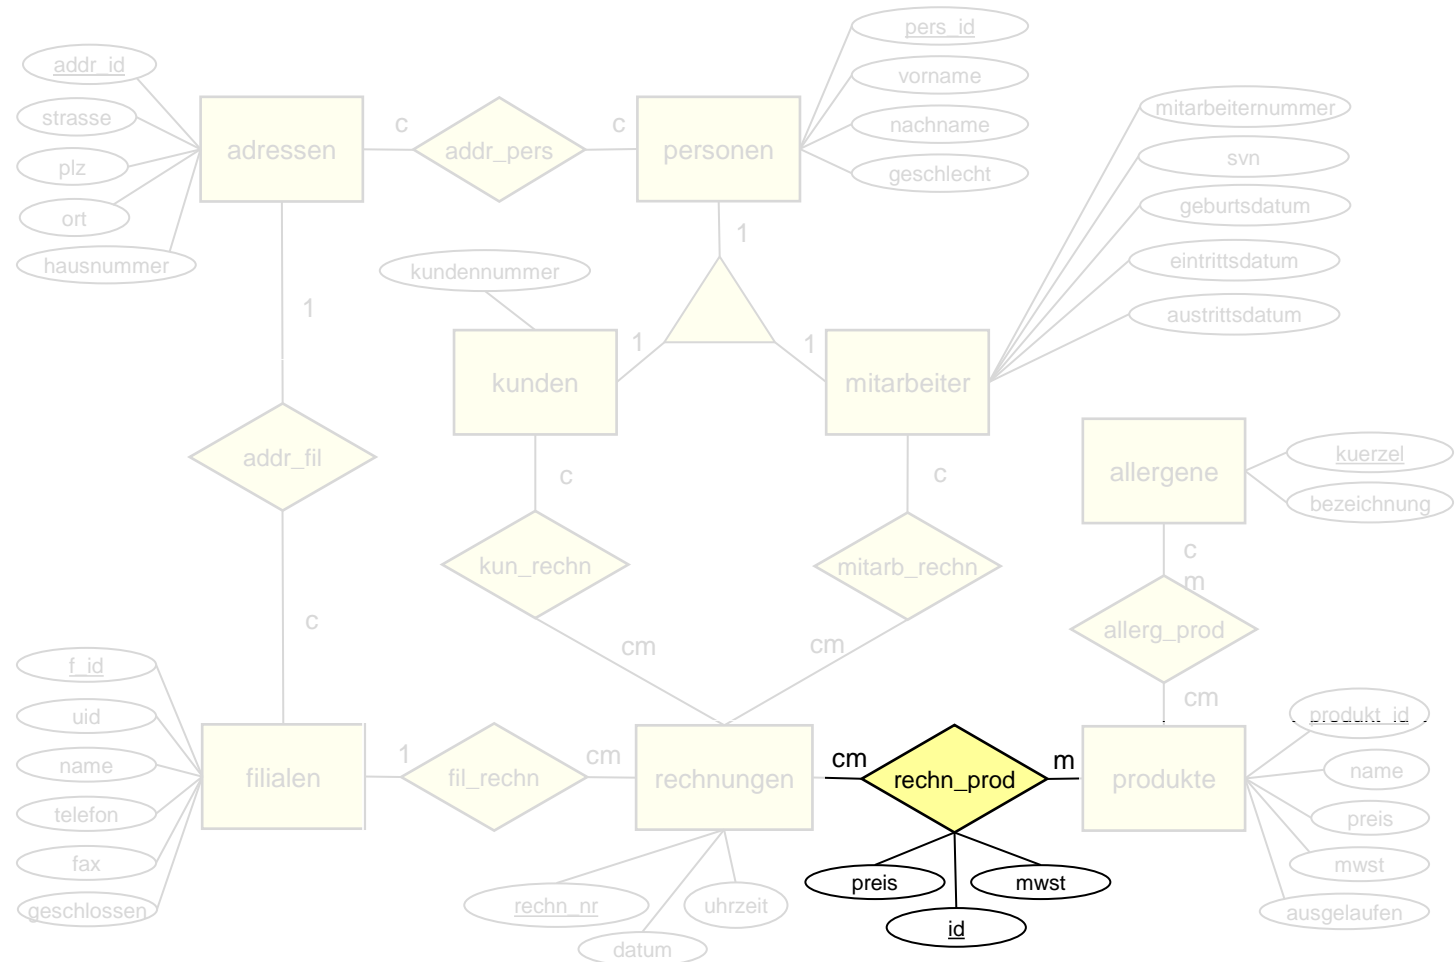 pers_id
addr_id
vorname
mitarbeiternummer
strasse
c
c
nachname
adressen
addr_pers
personen
svn
plz
geschlecht
geburtsdatum
ort
1
hausnummer
kundennummer
eintrittsdatum
1
austrittsdatum
1
1
kunden
mitarbeiter
addr_fil
kuerzel
allergene
c
c
bezeichnung
c
kun_rechn
mitarb_rechn
m
c
allerg_prod
cm
cm
f_id
cm
uid
produkt_id
1
cm
cm
m
name
filialen
fil_rechn
rechnungen
rechn_prod
produkte
name
telefon
preis
fax
mwst
preis
mwst
geschlossen
rechn_nr
uhrzeit
ausgelaufen
id
datum